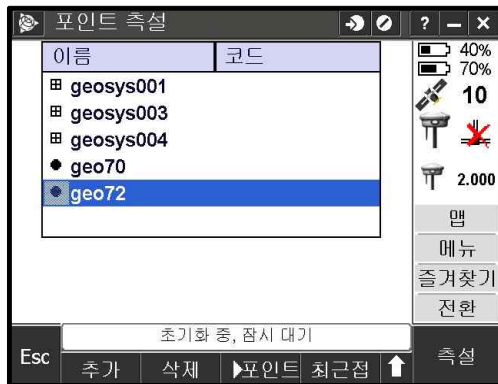 포인트 측설
? – ×
이름 코드
geosys001
geosys003
geosys004
geo70
geo72
40%
70%
10
2.000
맵
메뉴
즐겨찾기
전환
초기화 중, 잠시 대기
Esc 추가 삭제 ▶포인트 최근접 측설